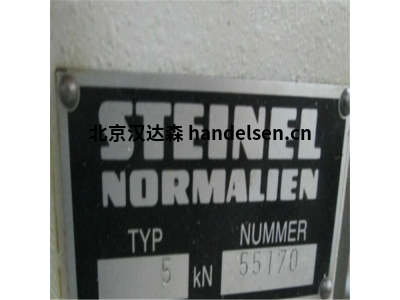 STEINEL
北京汉达森 handelsen.cn
NORMALIEN
TYP NUMMER
5 kN 55170